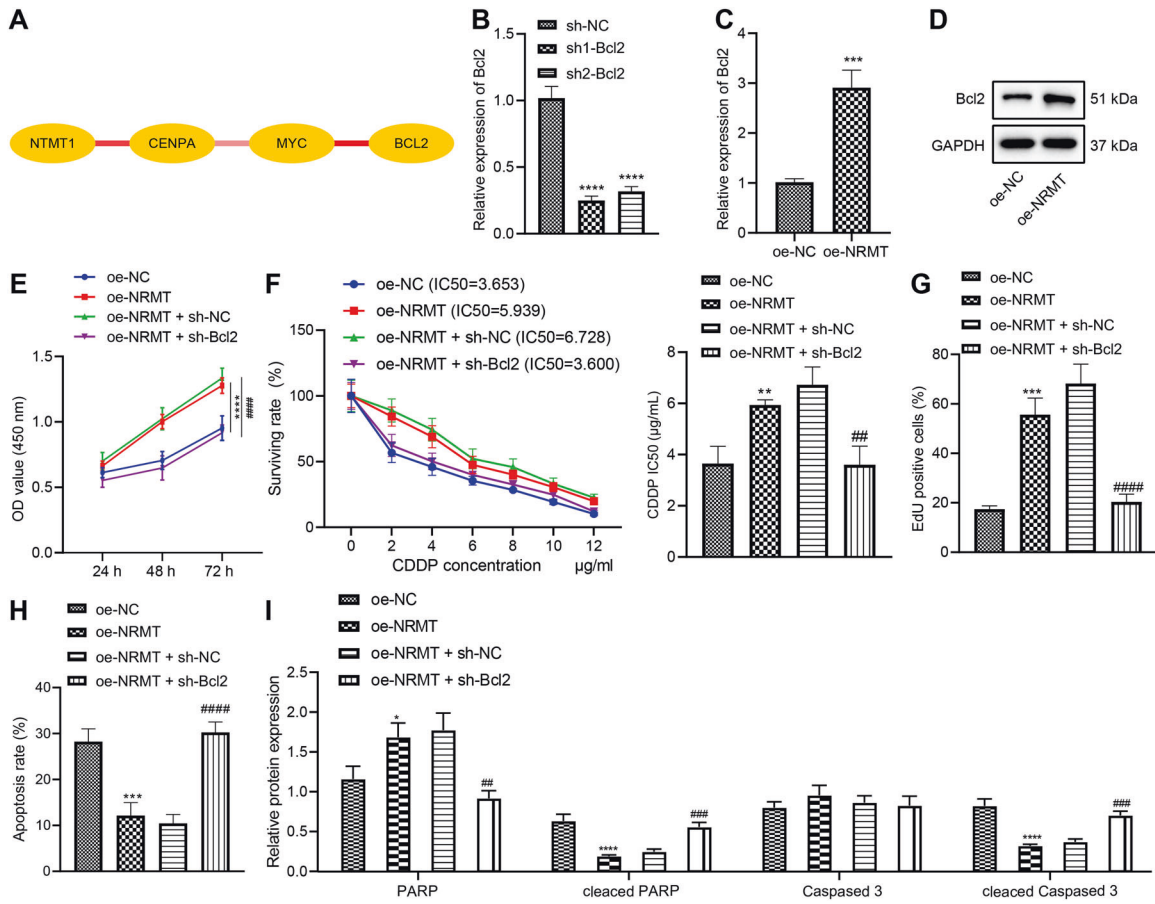 A
NTMT1
CENPA
MYC
BCL2
B
sh-NC
sh1-Bcl2
sh2-Bcl2
Relative expression of Bcl2
1.5
1.0
0.5
0.0
****
****
C
Relative expression of Bcl2
4
3
2
1
0
***
oe-NC
oe-NRMT
D
Bcl2
51 kDa
GAPDH
37 kDa
oe-NC
oe-NRMT
E
oe-NC
oe-NRMT
oe-NRMT + sh-NC
oe-NRMT + sh-Bcl2
OD value (450 nm)
1.5
1.0
0.5
0.0
****
####
24 h
48 h
72 h
F
oe-NC (IC50=3.653)
oe-NRMT (IC50=5.939)
oe-NRMT + sh-NC (IC50=6.728)
oe-NRMT + sh-Bcl2 (IC50=3.600)
Surviving rate (%)
150
100
50
0
0
2
4
6
8
10
12
CDDP concentration
µg/ml
oe-NC
oe-NRMT
oe-NRMT + sh-NC
oe-NRMT + sh-Bcl2
CDDP IC50 (µg/mL)
8
6
4
2
0
**
##
G
oe-NC
oe-NRMT
oe-NRMT + sh-NC
oe-NRMT + sh-Bcl2
EdU positive cells (%)
80
60
40
20
0
***
####
H
oe-NC
oe-NRMT
oe-NRMT + sh-NC
oe-NRMT + sh-Bcl2
Apoptosis rate (%)
40
30
20
10
0
***
####
I
oe-NC
oe-NRMT
oe-NRMT + sh-NC
oe-NRMT + sh-Bcl2
Relative protein expression
2.5
2.0
1.5
1.0
0.5
0.0
*
##
****
###
****
###
PARP
cleaced PARP
Caspased 3
cleaced Caspased 3